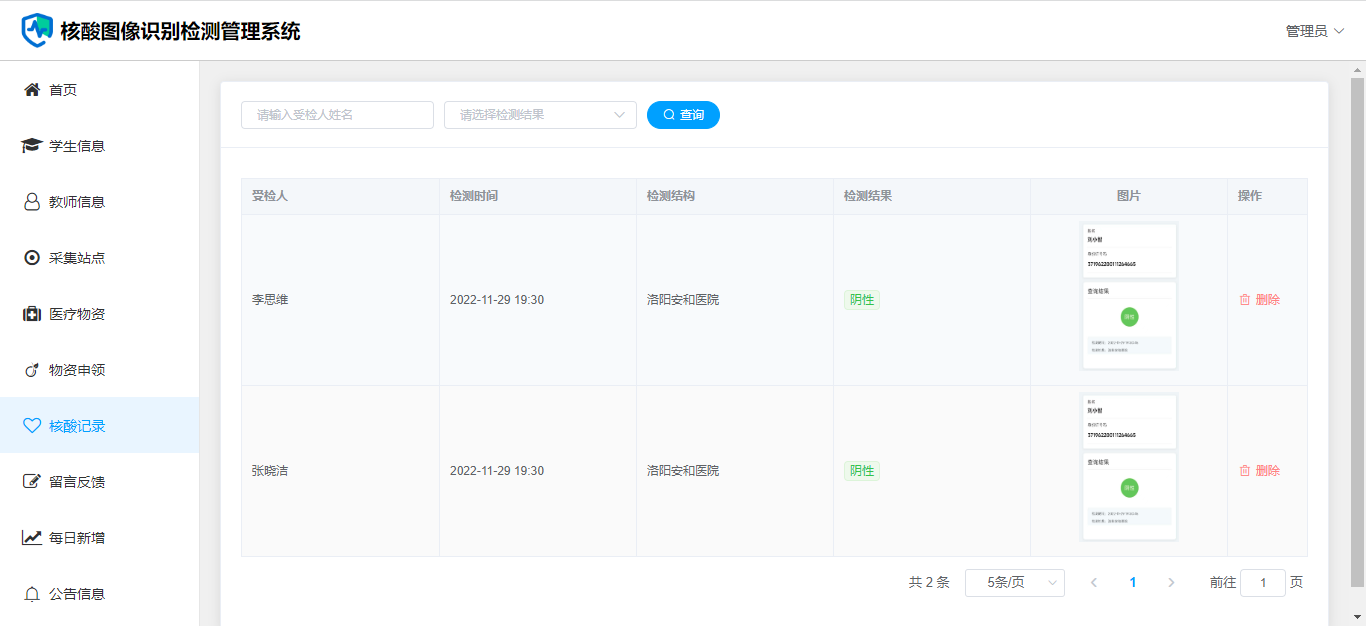 核酸图像识别检测管理系统
管理员
首页
学生信息
教师信息
采集站点
医疗物资
物资申领
核酸记录
留言反馈
每日新增
公告信息
请输入受检人姓名
请选择检测结果
查询
受检人 检测时间 检测结构 检测结果 图片 操作
李思维 2022-11-29 19:30 洛阳安和医院 阴性 删除
查询结果
张晓洁 2022-11-29 19:30 洛阳安和医院 阴性 删除
查询结果
共 2 条 5条/页 1 前往 1 页